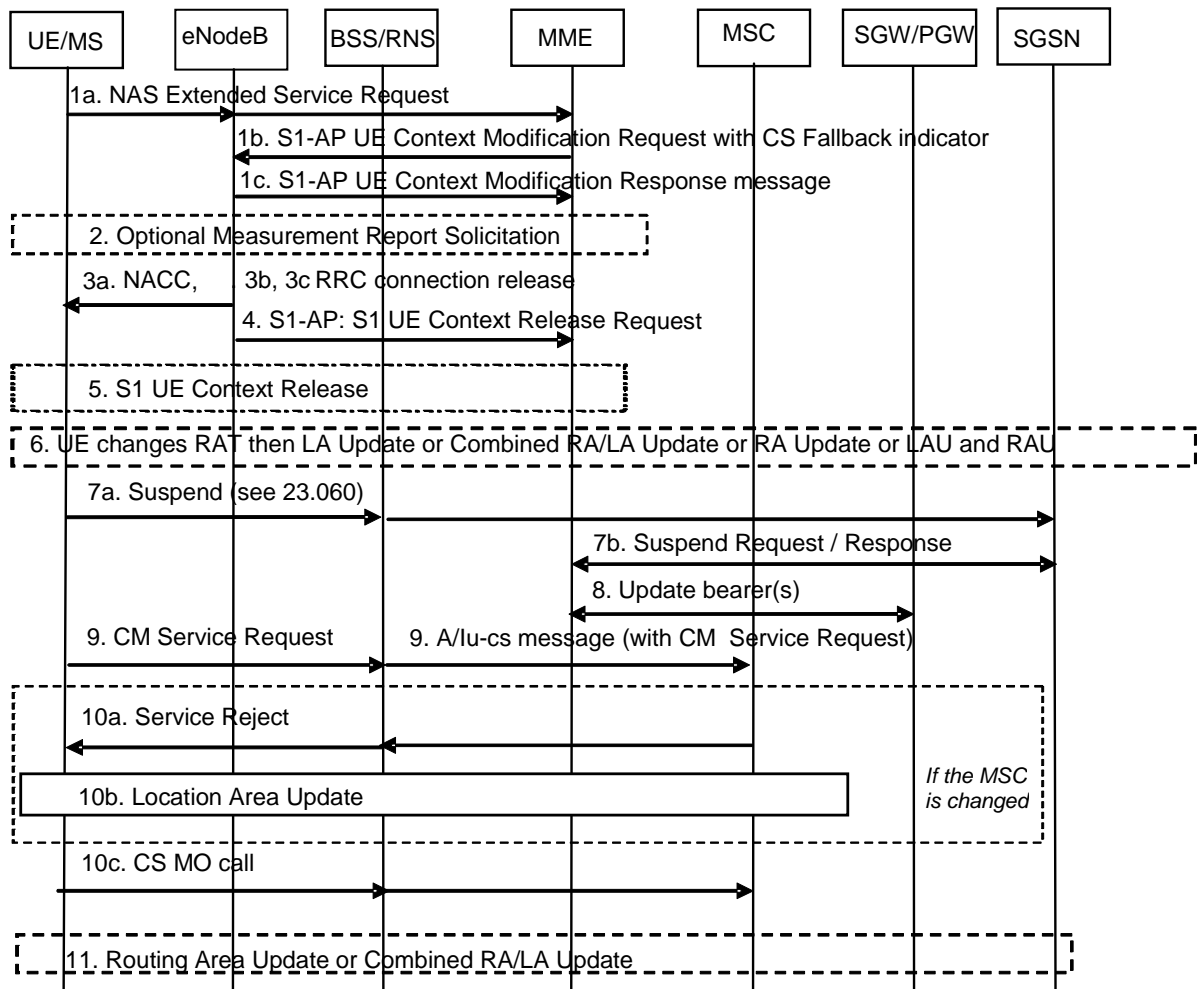 UE/MS
eNodeB
BSS/RNS
MME
MSC
SGW/PGW
SGSN
1a. NAS Extended Service Request
1b. S1-AP UE Context Modification Request with CS Fallback indicator
1c. S1-AP UE Context Modification Response message
2. Optional Measurement Report Solicitation
3a. NACC, . 3b, 3c RRC connection release
4. S1-AP: S1 UE Context Release Request
5. S1 UE Context Release
6. UE changes RAT then LA Update or Combined RA/LA Update or RA Update or LAU and RAU
7a. Suspend (see 23.060)
7b. Suspend Request / Response
8. Update bearer(s)
9. CM Service Request
9. A/Iu-cs message (with CM Service Request)
10a. Service Reject
If the MSC
is changed
10b. Location Area Update
10c. CS MO call
11. Routing Area Update or Combined RA/LA Update